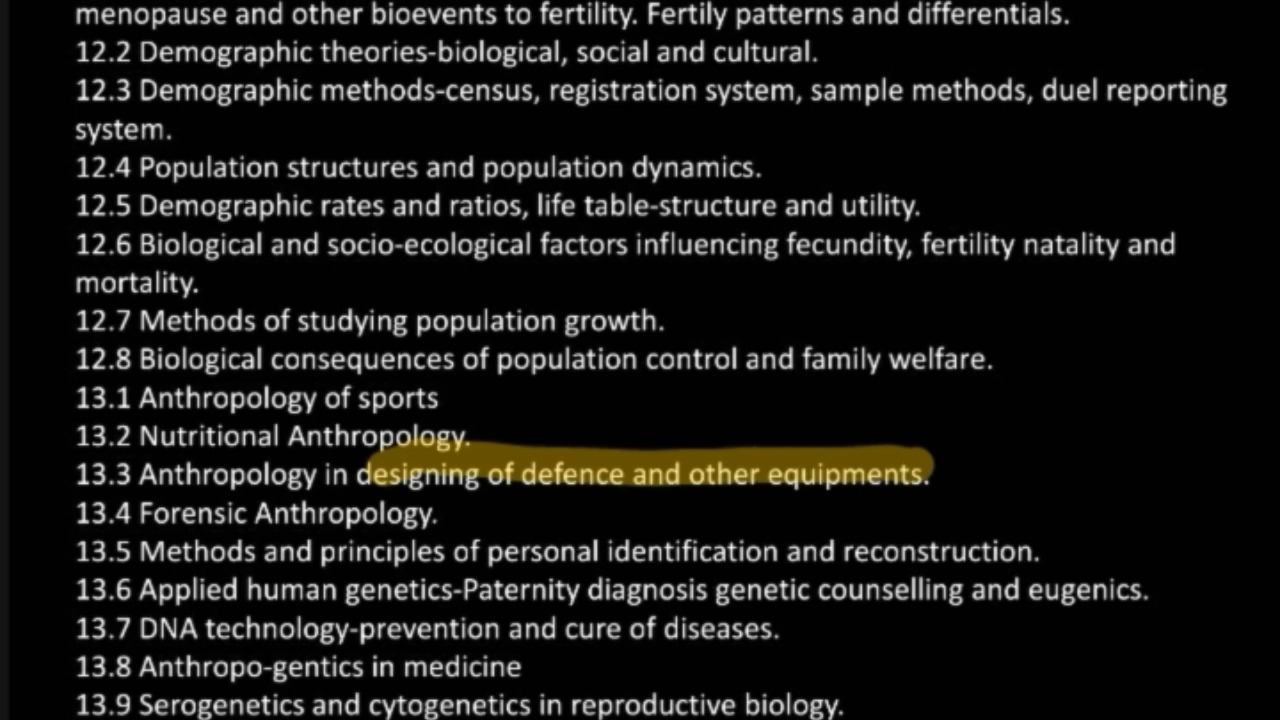 menopause and other bioevents to fertility. Fertily patterns and differentials.
12.2 Demographic theories-biological, social and cultural.
12.3 Demographic methods-census, registration system, sample methods, duel reporting
system.
12.4 Population structures and population dynamics.
12.5 Demographic rates and ratios, life table-structure and utility.
12.6 Biological and socio-ecological factors influencing fecundity, fertility natality and
mortality.
12.7 Methods of studying population growth.
12.8 Biological consequences of population control and family welfare.
13.1 Anthropology of sports
13.2 Nutritional Anthropology.
13.3 Anthropology in designing of defence and other equipments.
13.4 Forensic Anthropology.
13.5 Methods and principles of personal identification and reconstruction.
13.6 Applied human genetics-Paternity diagnosis genetic counselling and eugenics.
13.7 DNA technology-prevention and cure of diseases.
13.8 Anthropo-gentics in medicine
13.9 Serogenetics and cytogenetics in reproductive biology.